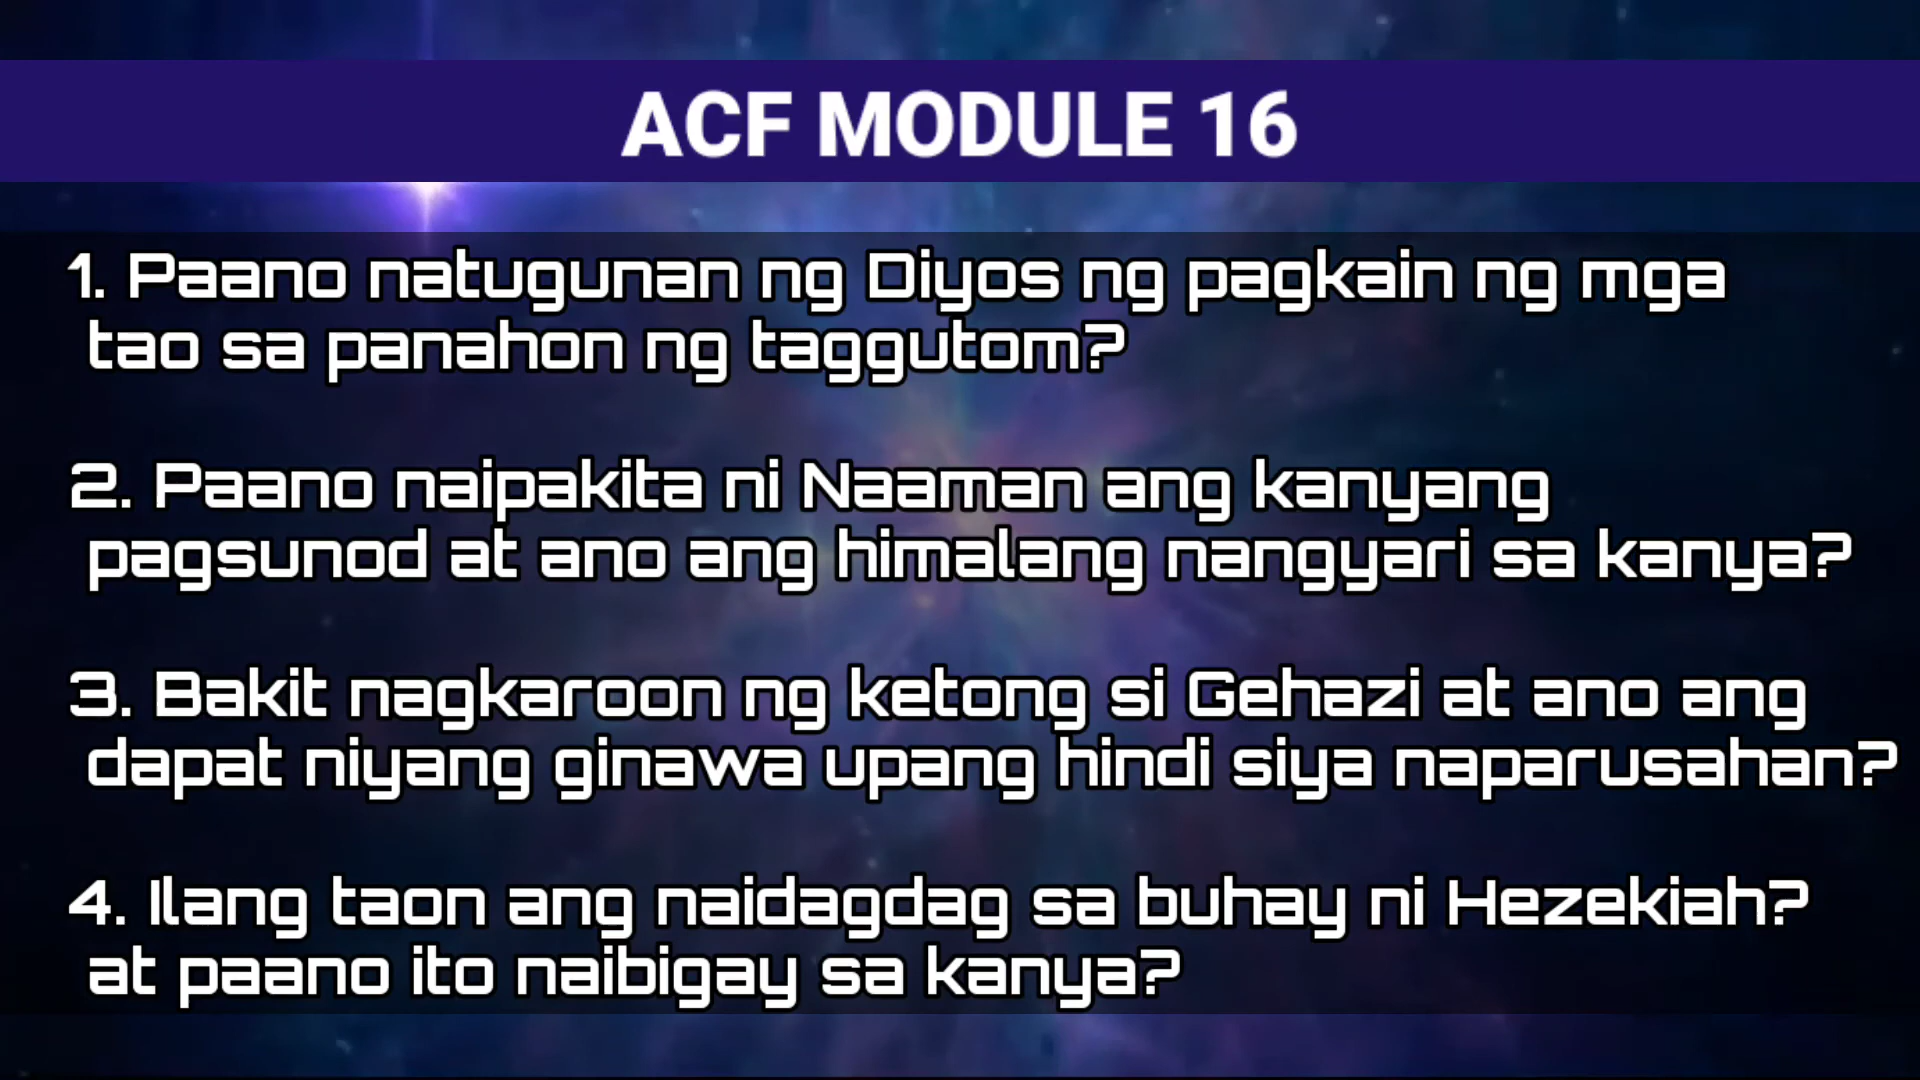 ACF MODULE 16
1. Paano natugunan ng Diyos ng pagkain ng mga
tao sa panahon ng taggutom?
2. Paano naipakita ni Naaman ang kanyang
pagsunod at ano ang himalang nangyari sa kanya?
3. Bakit nagkaroon ng ketong si Gehazi at ano ang
dapat niyang ginawa upang hindi siya naparusahan?
4. Ilang taon ang naidagdag sa buhay ni Hezekiah?
at paano ito naibigay sa kanya?